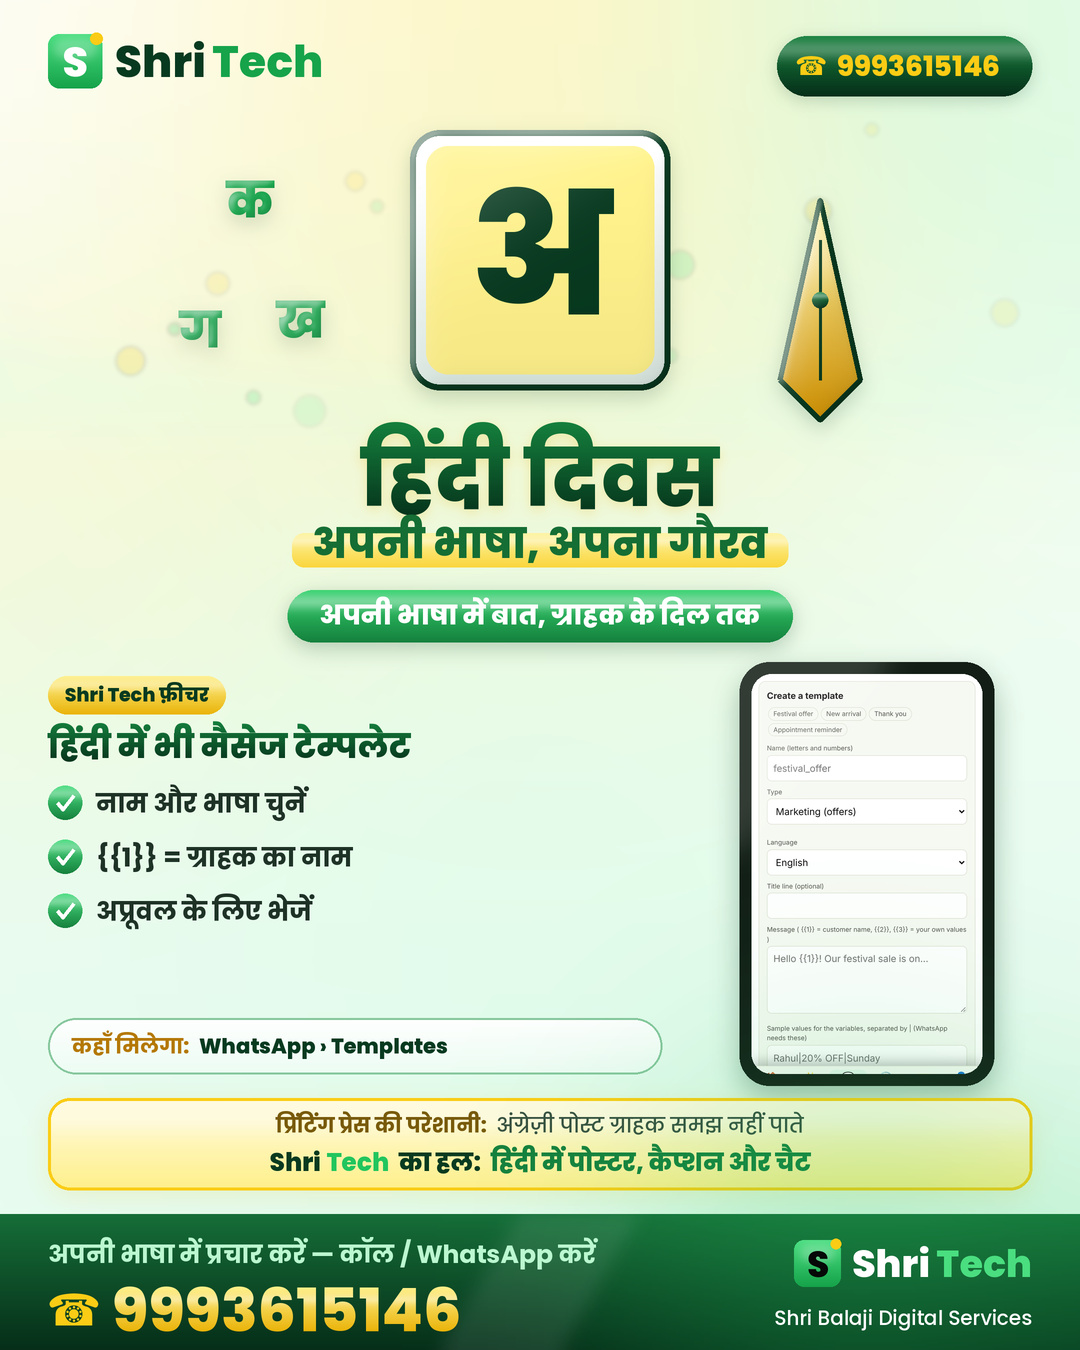 S Shri Tech
☎ 9993615146
अ
क
ग ख
हिंदी दिवस
अपनी भाषा, अपना गौरव
अपनी भाषा में बात, ग्राहक के दिल तक
Shri Tech फ़ीचर
हिंदी में भी मैसेज टेम्पलेट
नाम और भाषा चुनें
{{1}} = ग्राहक का नाम
अप्रूवल के लिए भेजें
कहाँ मिलेगा: WhatsApp › Templates
Create a template
Festival offer New arrival Thank you
Appointment reminder
Name (letters and numbers)
festival_offer
Type
Marketing (offers)
Language
English
Title line (optional)
Message ( {{1}} = customer name, {{2}}, {{3}} = your own values
)
Hello {{1}}! Our festival sale is on...
Sample values for the variables, separated by | (WhatsApp
needs these)
Rahul|20% OFF|Sunday
प्रिंटिंग प्रेस की परेशानी: अंग्रेज़ी पोस्ट ग्राहक समझ नहीं पाते
Shri Tech का हल: हिंदी में पोस्टर, कैप्शन और चैट
अपनी भाषा में प्रचार करें — कॉल / WhatsApp करें
☎ 9993615146
S Shri Tech
Shri Balaji Digital Services